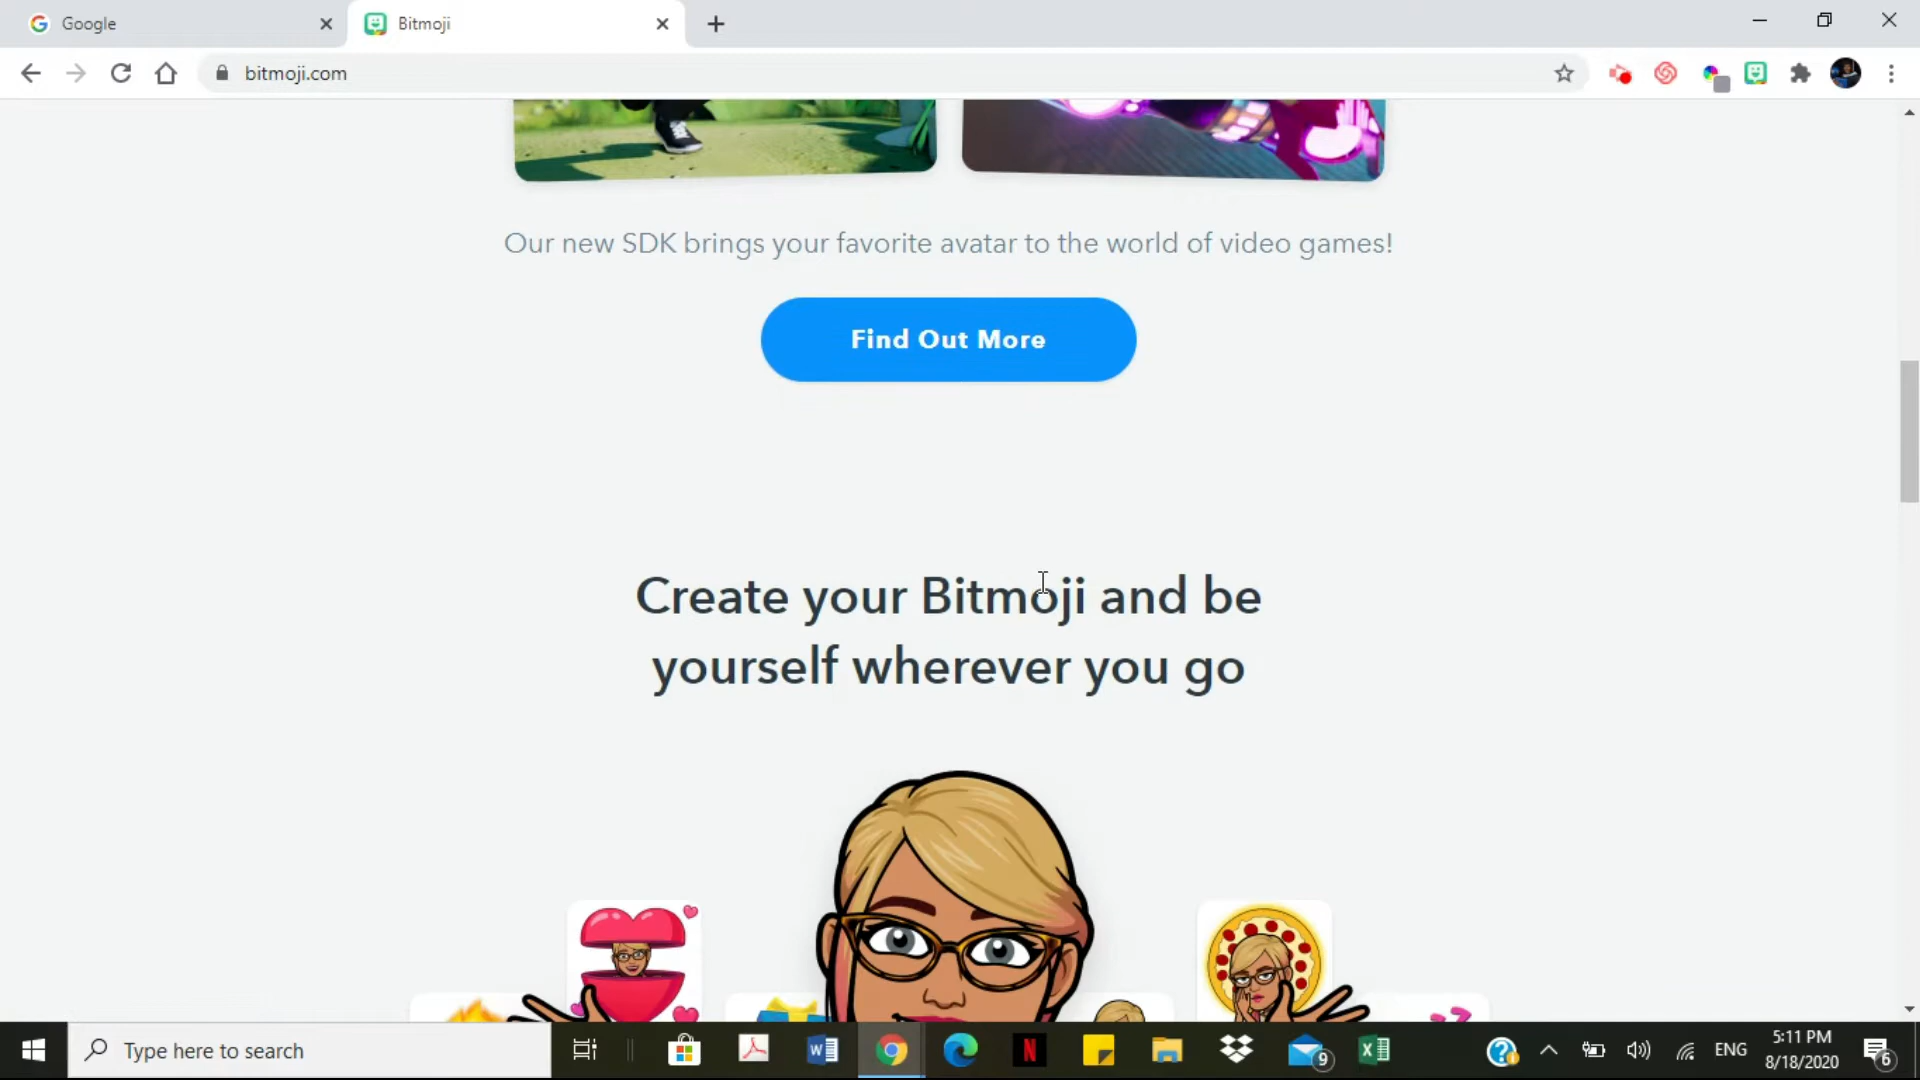 Google
Bitmoji
bitmoji.com
Our new SDK brings your favorite avatar to the world of video games!
Find Out More
Create your Bitmoji and be
yourself wherever you go
Type here to search
9
ENG
5:11 PM
8/18/2020
6